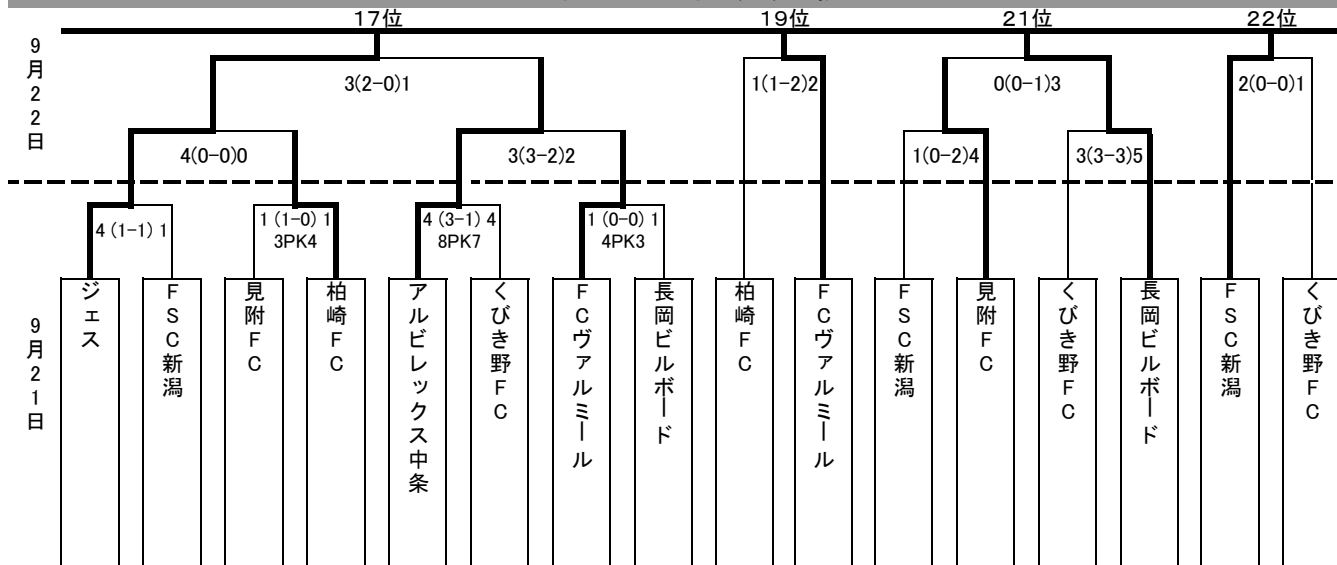 17位 19位 21位 22位
9月22日
3(2-0)1 1(1-2)2 0(0-1)3 2(0-0)1
4(0-0)0 3(3-2)2 1(0-2)4 3(3-3)5
4 (1-1) 1 1 (1-0) 1 4 (3-1) 4 1 (0-0) 1
3PK4 8PK7 4PK3
9月21日
ジェス
FSC新潟
見附FC
柏崎FC
アルビレックス中条
くびき野FC
FCヴァルミール
長岡ビルボード
柏崎FC
FCヴァルミール
FSC新潟
見附FC
くびき野FC
長岡ビルボード
FSC新潟
くびき野FC